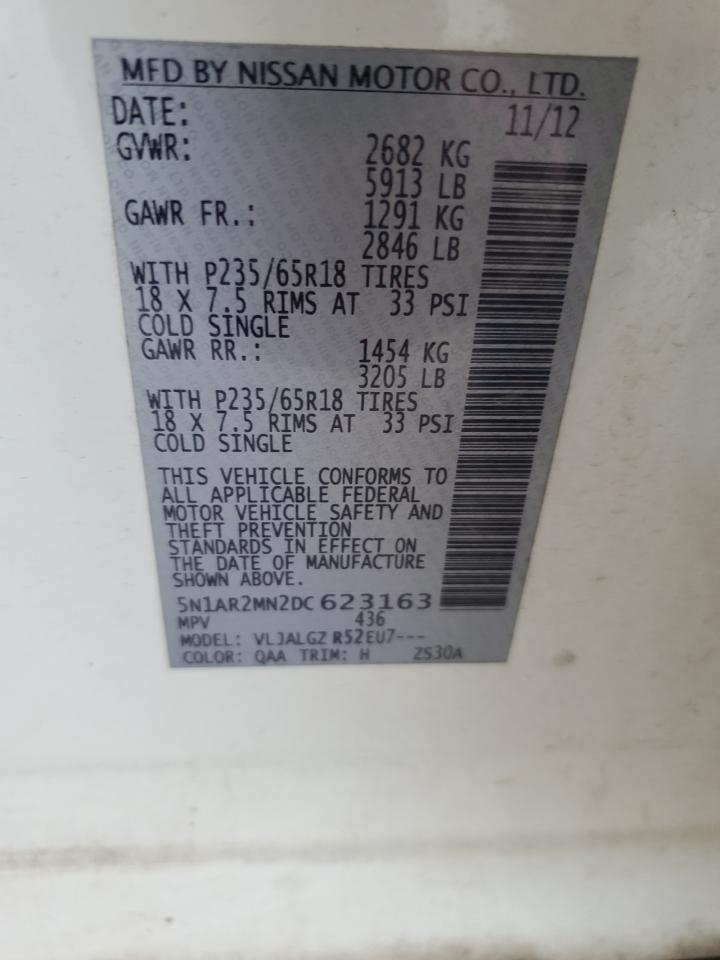 MFD BY NISSAN MOTOR CO., LTD.
DATE: 11/12
GVWR: 2682 KG
5913 LB
GAWR FR.: 1291 KG
2846 LB
WITH P235/65R18 TIRES
18 X 7.5 RIMS AT 33 PSI
COLD SINGLE
GAWR RR.: 1454 KG
3205 LB
WITH P235/65R18 TIRES
18 X 7.5 RIMS AT 33 PSI
COLD SINGLE
THIS VEHICLE CONFORMS TO
ALL APPLICABLE FEDERAL
MOTOR VEHICLE SAFETY AND
THEFT PREVENTION
STANDARDS IN EFFECT ON
THE DATE OF MANUFACTURE
SHOWN ABOVE.
5N1AR2MN2DC 623163
MPV 436
MODEL: VLJALGZ R52EU7---
COLOR: QAA TRIM: H ZS30A